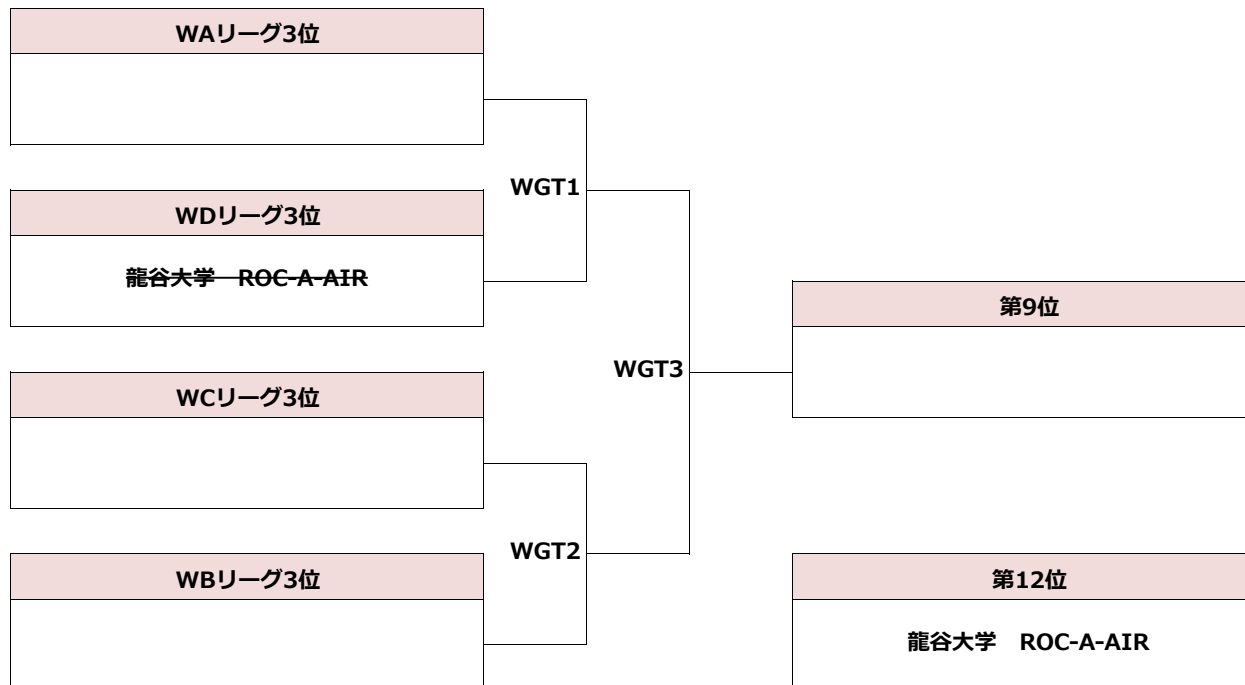 WAリーグ3位
WGT1
WDリーグ3位
龍谷大学　ROC-A-AIR
第9位
WGT3
WCリーグ3位
WGT2
WBリーグ3位
第12位
龍谷大学　ROC-A-AIR